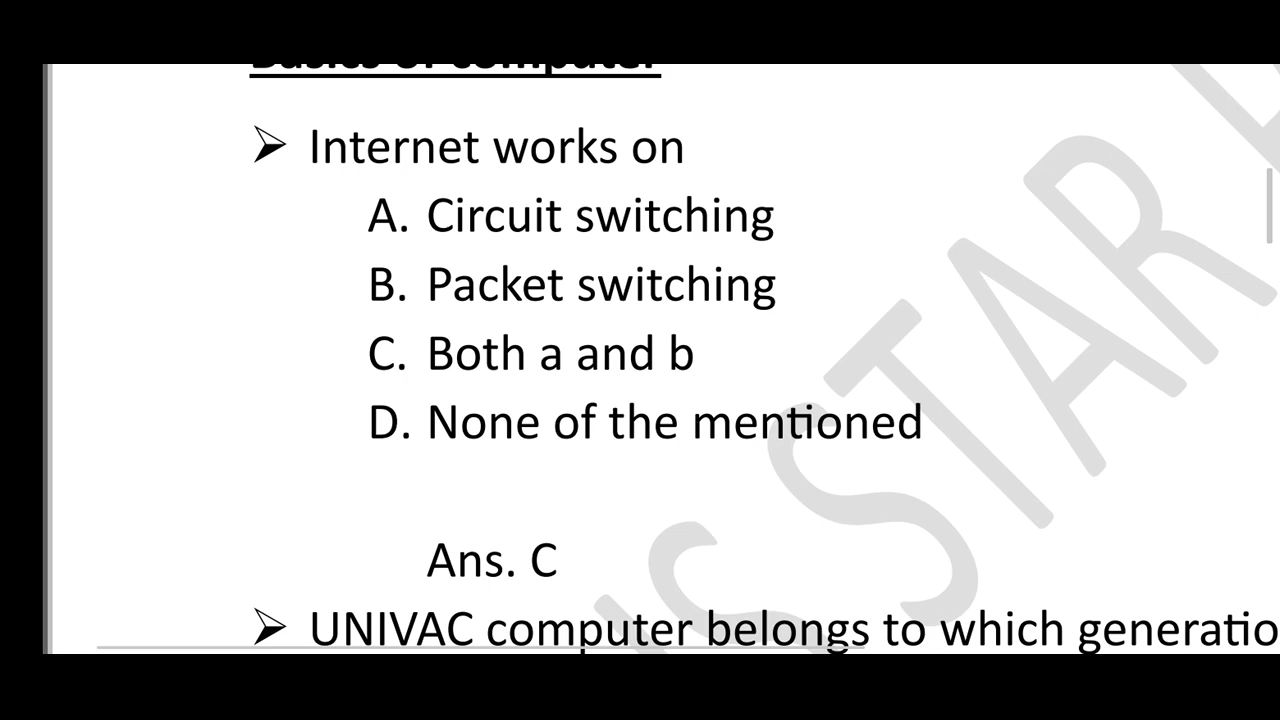 Basics of computer
➢ Internet works on
A. Circuit switching
B. Packet switching
C. Both a and b
D. None of the mentioned
Ans. C
➢ UNIVAC computer belongs to which generatio
STAR